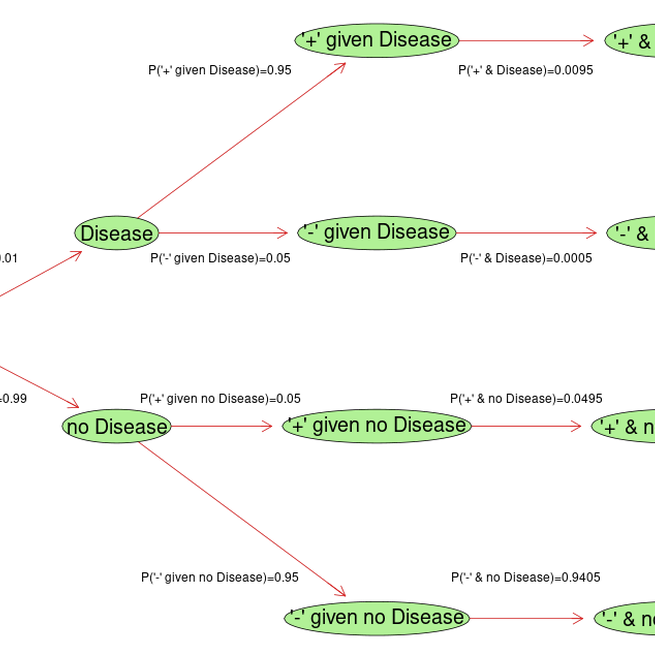 '+' given Disease
'+' &
P('+' given Disease)=0.95
P('+' & Disease)=0.0095
Disease
'-' given Disease
'-' &
0.01
P('-' given Disease)=0.05
P('-' & Disease)=0.0005
=0.99
P('+' given no Disease)=0.05
P('+' & no Disease)=0.0495
no Disease
'+' given no Disease
'+' & n
P('-' given no Disease)=0.95
P('-' & no Disease)=0.9405
'-' given no Disease
'-' & no